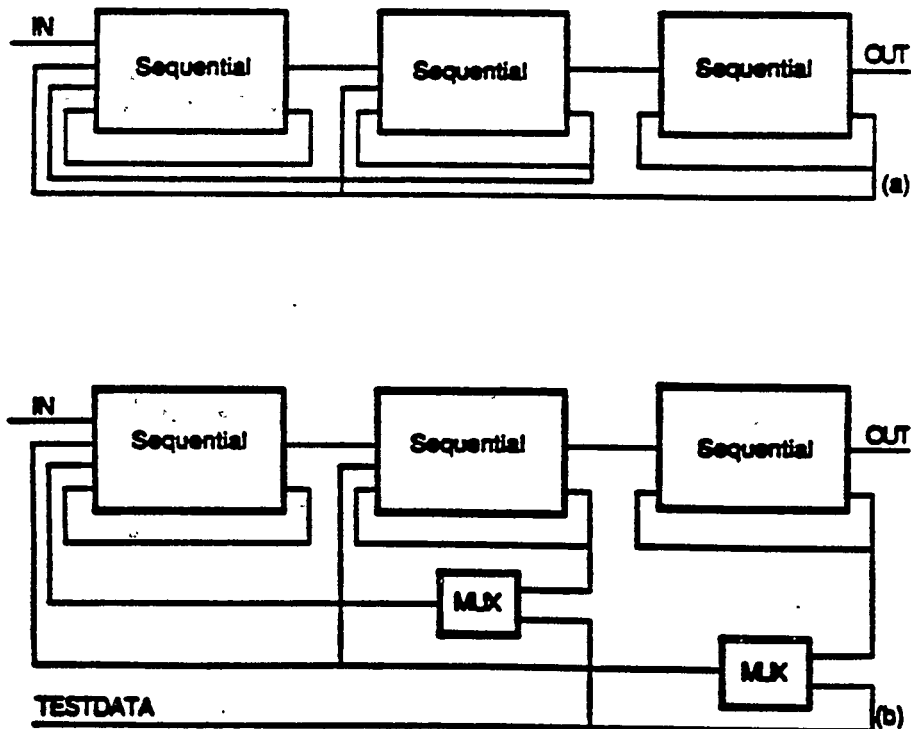 IN
Sequential
Sequential
Sequential
OUT
(a)
IN
Sequential
Sequential
Sequential
OUT
MUX
MUX
TESTDATA
(b)